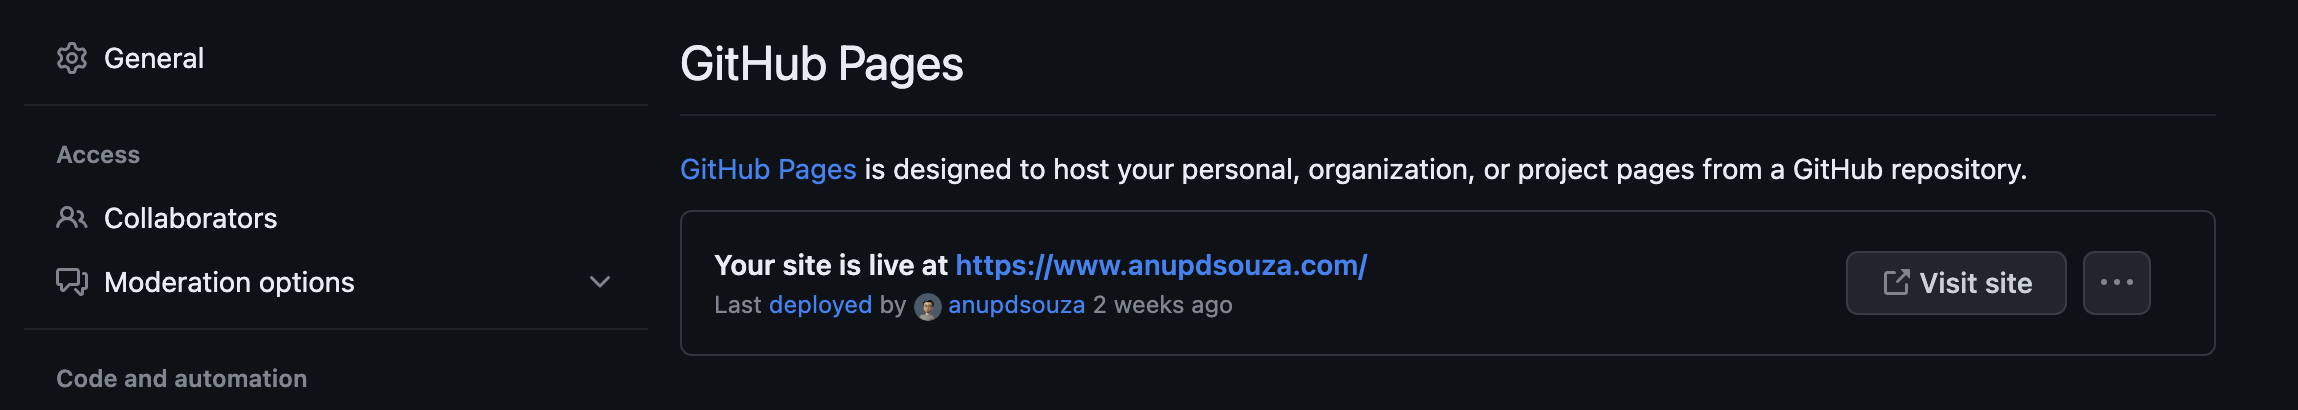 General
Access
Collaborators
Moderation options
Code and automation
GitHub Pages
GitHub Pages is designed to host your personal, organization, or project pages from a GitHub repository.
Your site is live at https://www.anupdsouza.com/
Last deployed by anupdsouza 2 weeks ago
Visit site